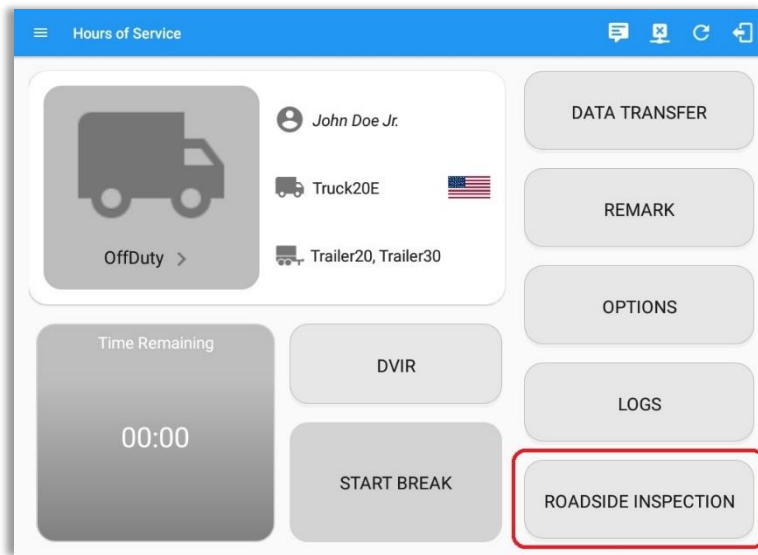 Hours of Service
John Doe Jr.
Truck20E
Trailer20, Trailer30
OffDuty >
Time Remaining
00:00
DVIR
START BREAK
DATA TRANSFER
REMARK
OPTIONS
LOGS
ROADSIDE INSPECTION